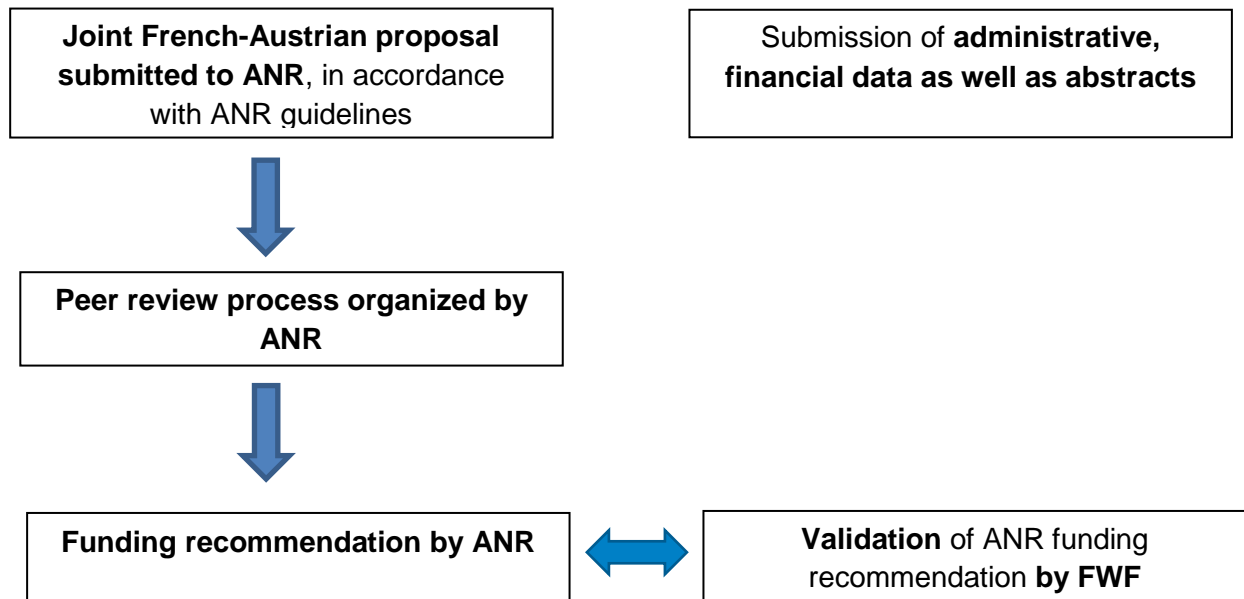 Joint French-Austrian proposal
submitted to ANR, in accordance
with ANR guidelines
Submission of administrative,
financial data as well as abstracts
Peer review process organized by
ANR
Funding recommendation by ANR
Validation of ANR funding
recommendation by FWF